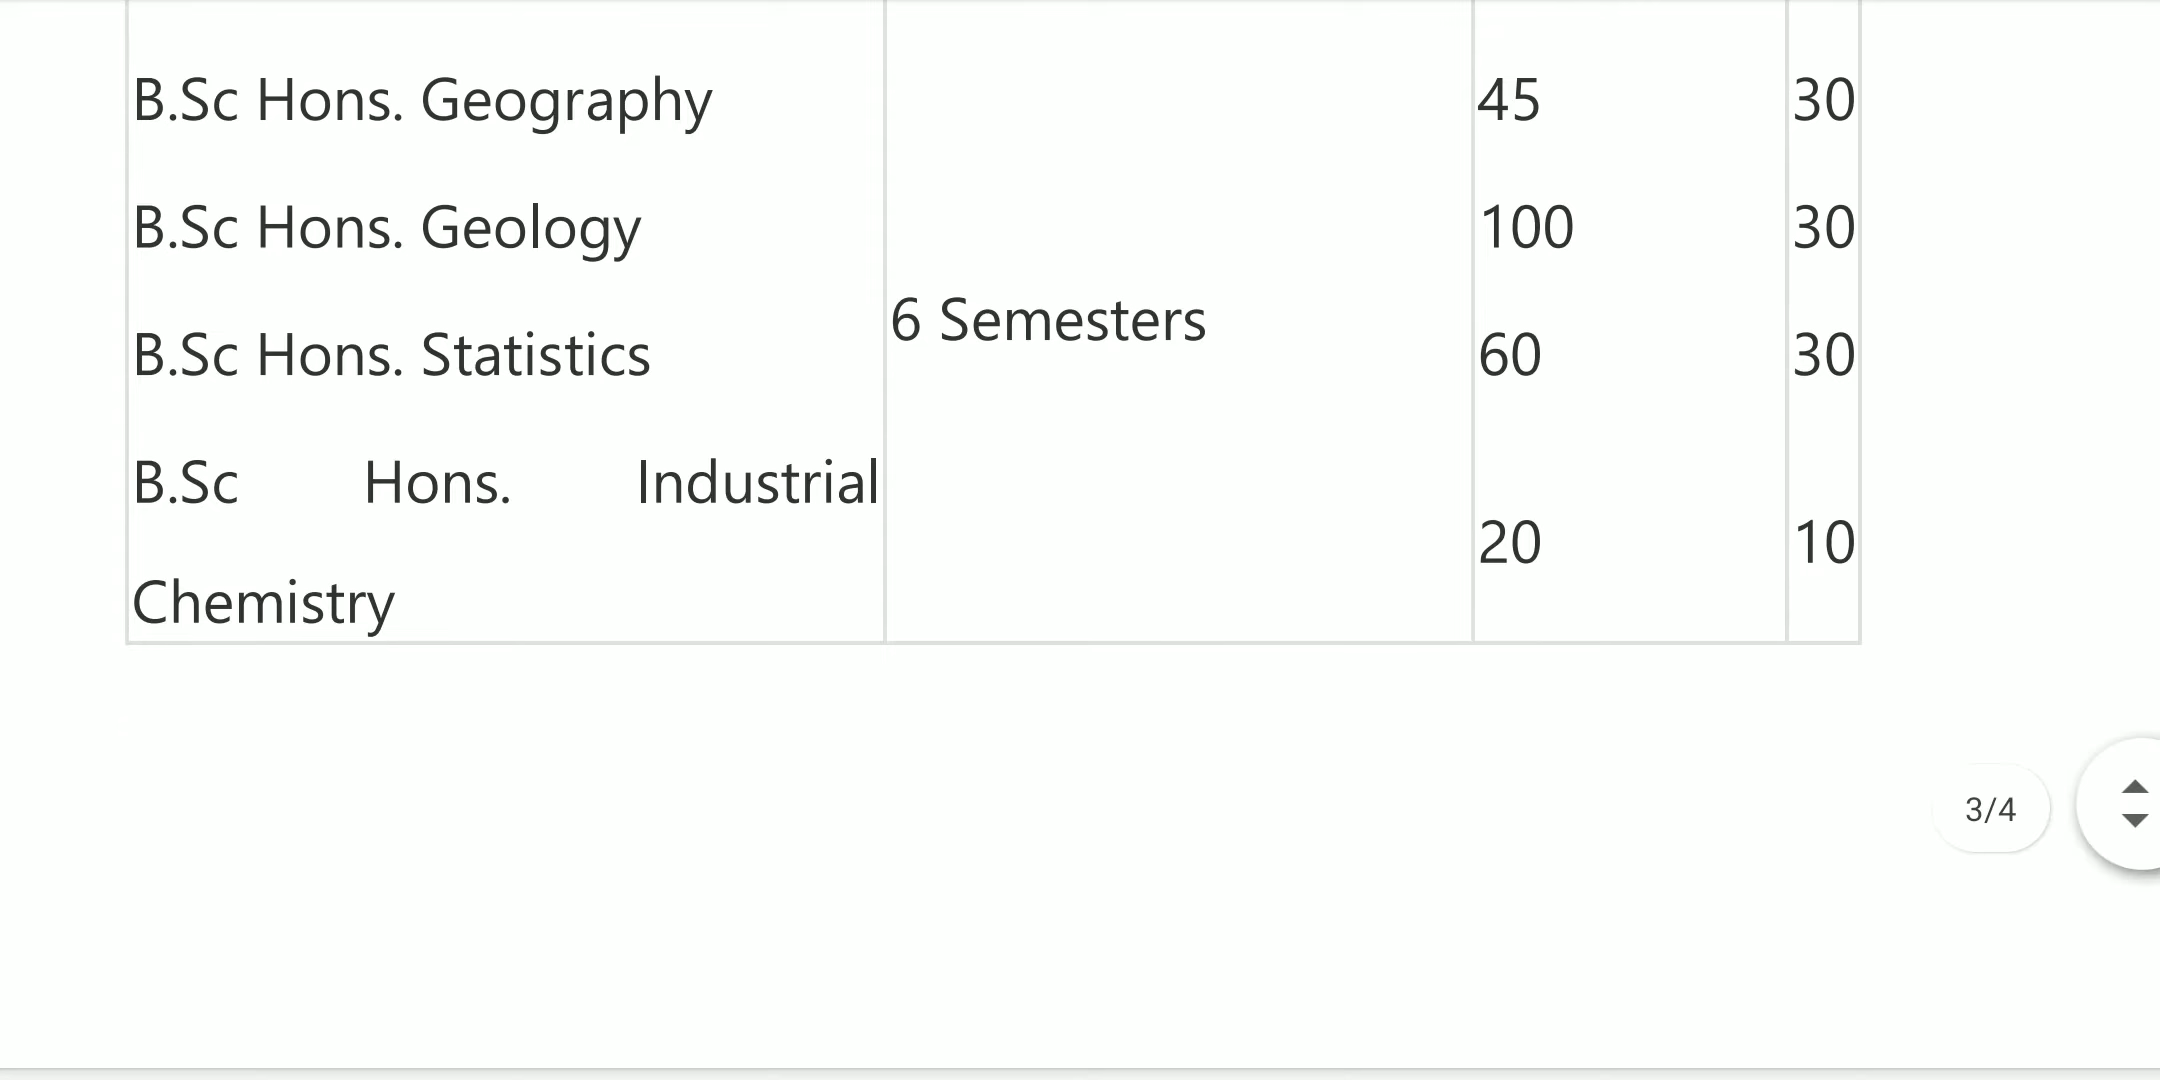 B.Sc Hons. Geography 45 30
B.Sc Hons. Geology 100 30
6 Semesters
B.Sc Hons. Statistics 60 30
B.Sc Hons. Industrial
20 10
Chemistry
3/4